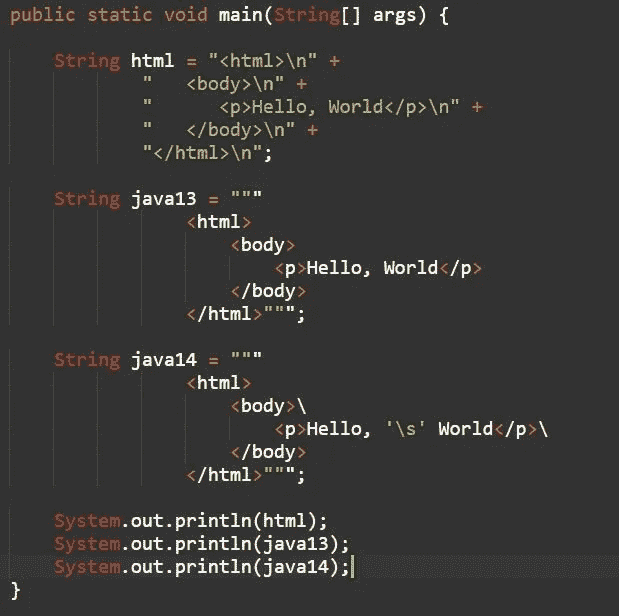 public static void main(String[] args) {
    String html = "<html>\n" +
            "   <body>\n" +
            "      <p>Hello, World</p>\n" +
            "   </body>\n" +
            "</html>\n";
    String java13 = """
                <html>
                    <body>
                        <p>Hello, World</p>
                    </body>
                </html>""";
    String java14 = """
                <html>
                    <body>\
                        <p>Hello, '\s' World</p>\
                    </body>
                </html>""";
    System.out.println(html);
    System.out.println(java13);
    System.out.println(java14);
}